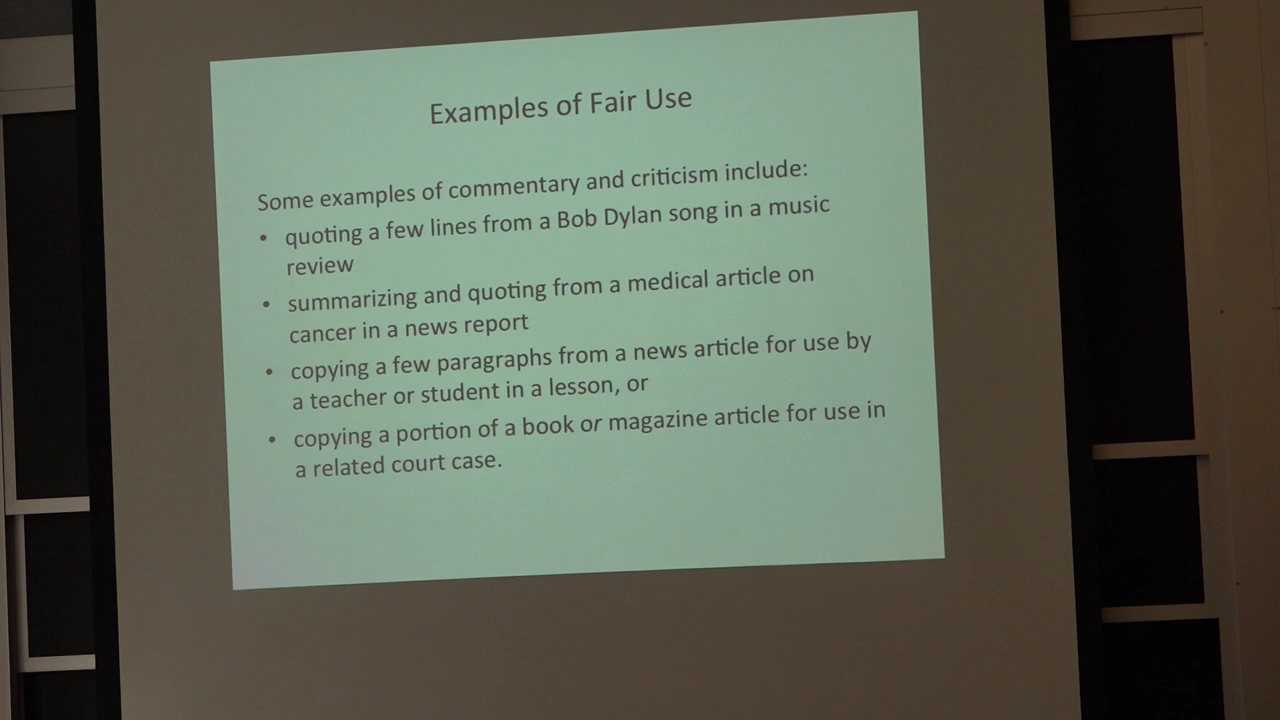 Examples of Fair Use
Some examples of commentary and criticism include:
• quoting a few lines from a Bob Dylan song in a music
review
• summarizing and quoting from a medical article on
cancer in a news report
• copying a few paragraphs from a news article for use by
a teacher or student in a lesson, or
• copying a portion of a book or magazine article for use in
a related court case.